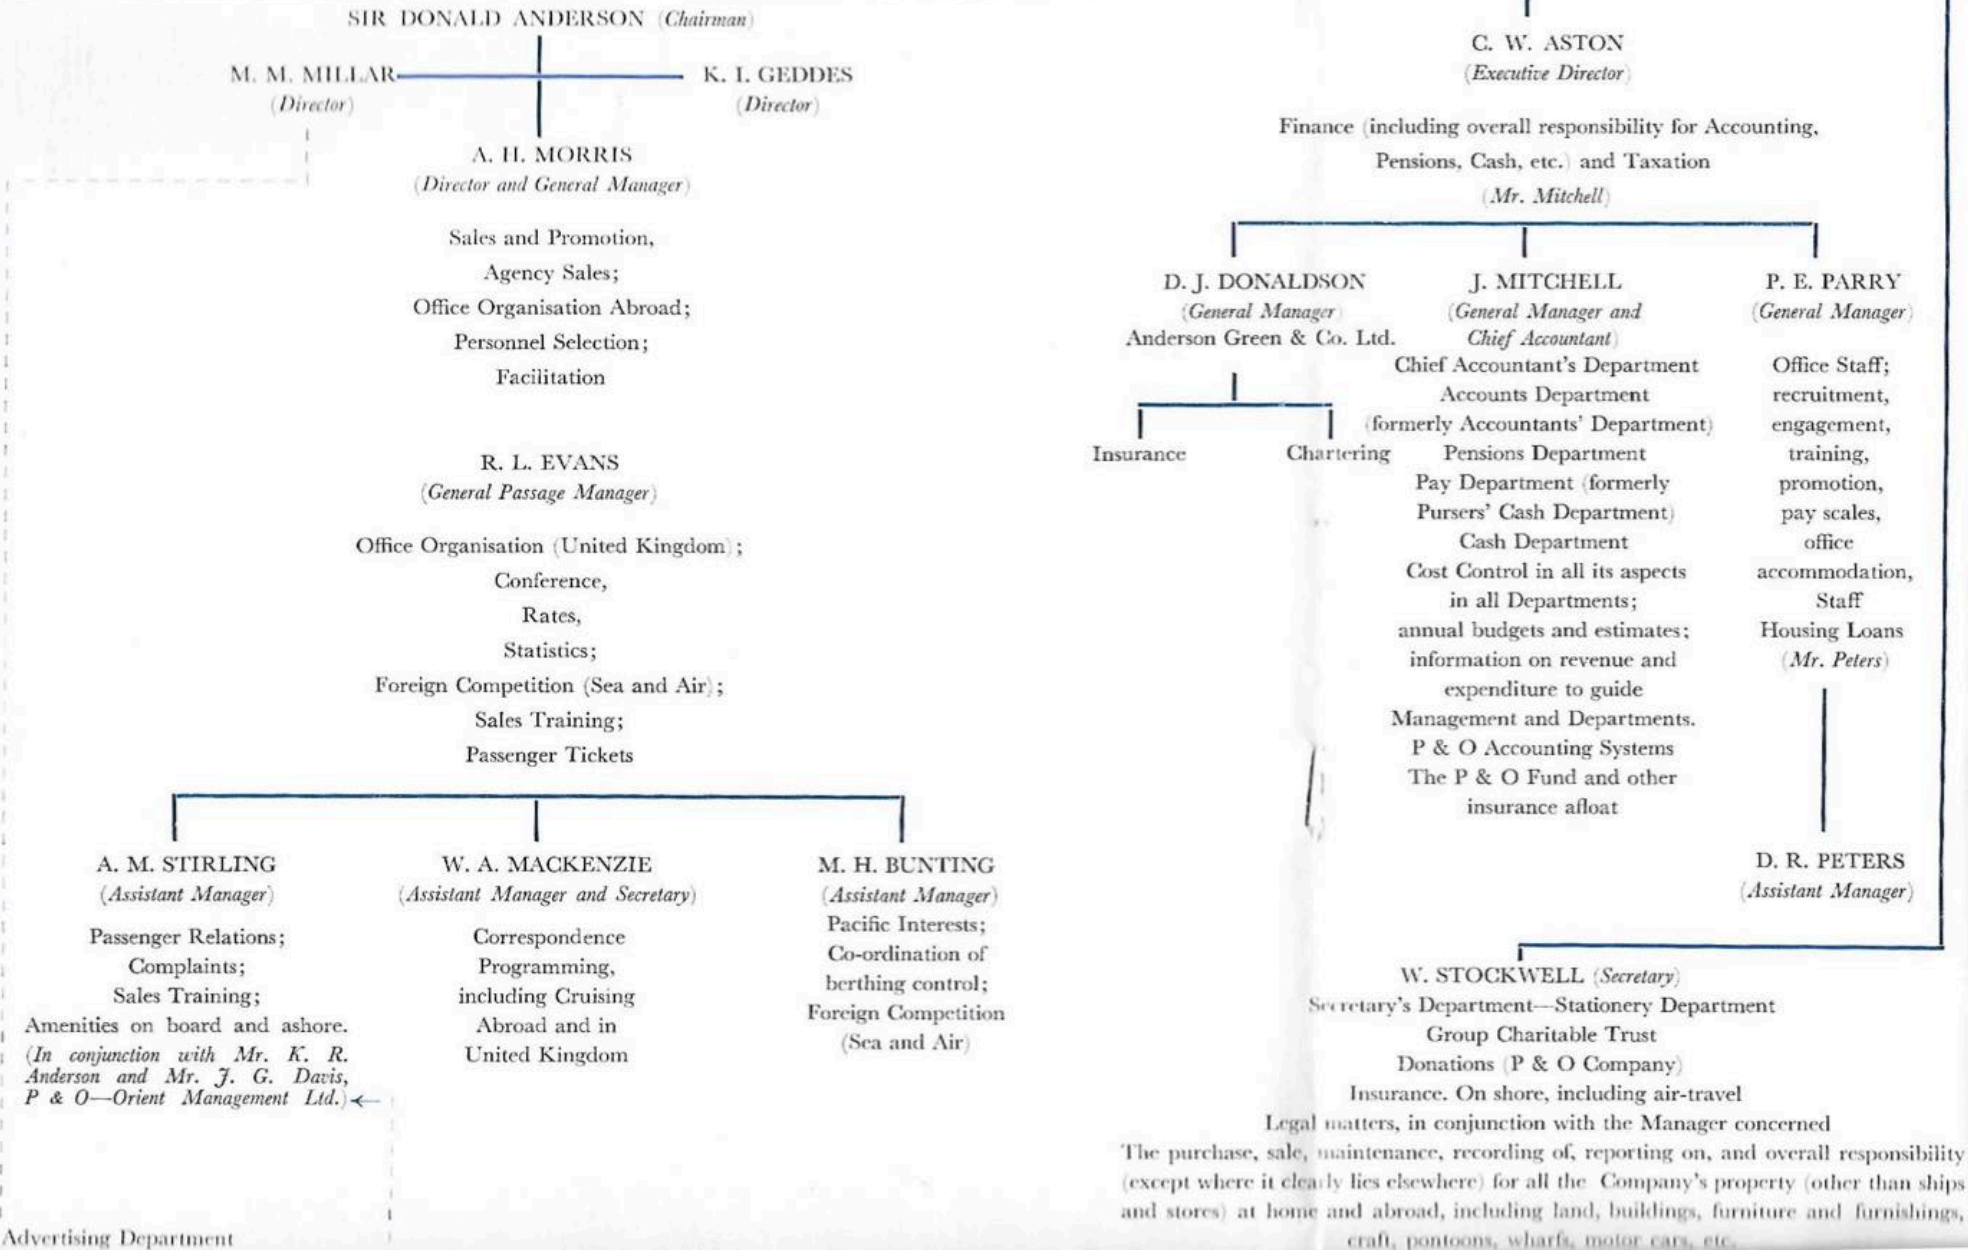 SIR DONALD ANDERSON (Chairman)
M. M. MILLAR
(Director)
K. I. GEDDES
(Director)
A. H. MORRIS
(Director and General Manager)
Sales and Promotion,
Agency Sales;
Office Organisation Abroad;
Personnel Selection;
Facilitation
R. L. EVANS
(General Passage Manager)
Office Organisation (United Kingdom);
Conference,
Rates,
Statistics;
Foreign Competition (Sea and Air);
Sales Training;
Passenger Tickets
A. M. STIRLING
(Assistant Manager)
Passenger Relations;
Complaints;
Sales Training;
Amenities on board and ashore.
(In conjunction with Mr. K. R.
Anderson and Mr. J. G. Davis,
P & O—Orient Management Ltd.)
W. A. MACKENZIE
(Assistant Manager and Secretary)
Correspondence
Programming,
including Cruising
Abroad and in
United Kingdom
M. H. BUNTING
(Assistant Manager)
Pacific Interests;
Co-ordination of
berthing control;
Foreign Competition
(Sea and Air)
Advertising Department
C. W. ASTON
(Executive Director)
Finance (including overall responsibility for Accounting,
Pensions, Cash, etc.) and Taxation
(Mr. Mitchell)
D. J. DONALDSON
(General Manager)
Anderson Green & Co. Ltd.
Insurance
Chartering
J. MITCHELL
(General Manager and
Chief Accountant)
Chief Accountant's Department
Accounts Department
(formerly Accountants' Department)
Pensions Department
Pay Department (formerly
Pursers' Cash Department)
Cash Department
Cost Control in all its aspects
in all Departments;
annual budgets and estimates;
information on revenue and
expenditure to guide
Management and Departments.
P & O Accounting Systems
The P & O Fund and other
insurance afloat
P. E. PARRY
(General Manager)
Office Staff;
recruitment,
engagement,
training,
promotion,
pay scales,
office
accommodation,
Staff
Housing Loans
(Mr. Peters)
D. R. PETERS
(Assistant Manager)
W. STOCKWELL (Secretary)
Secretary's Department—Stationery Department
Group Charitable Trust
Donations (P & O Company)
Insurance. On shore, including air-travel
Legal matters, in conjunction with the Manager concerned
The purchase, sale, maintenance, recording of, reporting on, and overall responsibility
(except where it clearly lies elsewhere) for all the Company's property (other than ships
and stores) at home and abroad, including land, buildings, furniture and furnishings,
craft, pontoons, wharfs, motor cars, etc.